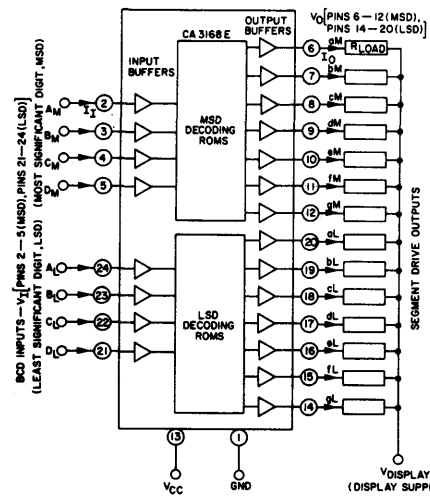 OUTPUT
BUFFERS
VO[PINS 6-12(MSD),
PINS 14-20(LSD)]
CA3168E
INPUT
BUFFERS
6
aM
RLOAD
IO
7
bM
8
cM
9
dM
10
eM
11
fM
12
gM
MSD
DECODING
ROMS
AM
II
2
BM
3
CM
4
DM
5
BCD INPUTS-VI[PINS 2-5(MSD),PINS 21-24(LSD)]
(MOST SIGNIFICANT DIGIT, MSD)
(LEAST SIGNIFICANT DIGIT, LSD)
AL
24
BL
23
CL
22
DL
21
LSD
DECODING
ROMS
20
aL
19
bL
18
cL
17
dL
16
eL
15
fL
14
gL
SEGMENT DRIVE OUTPUTS
13
1
VCC
GND
VDISPLAY
(DISPLAY SUPP